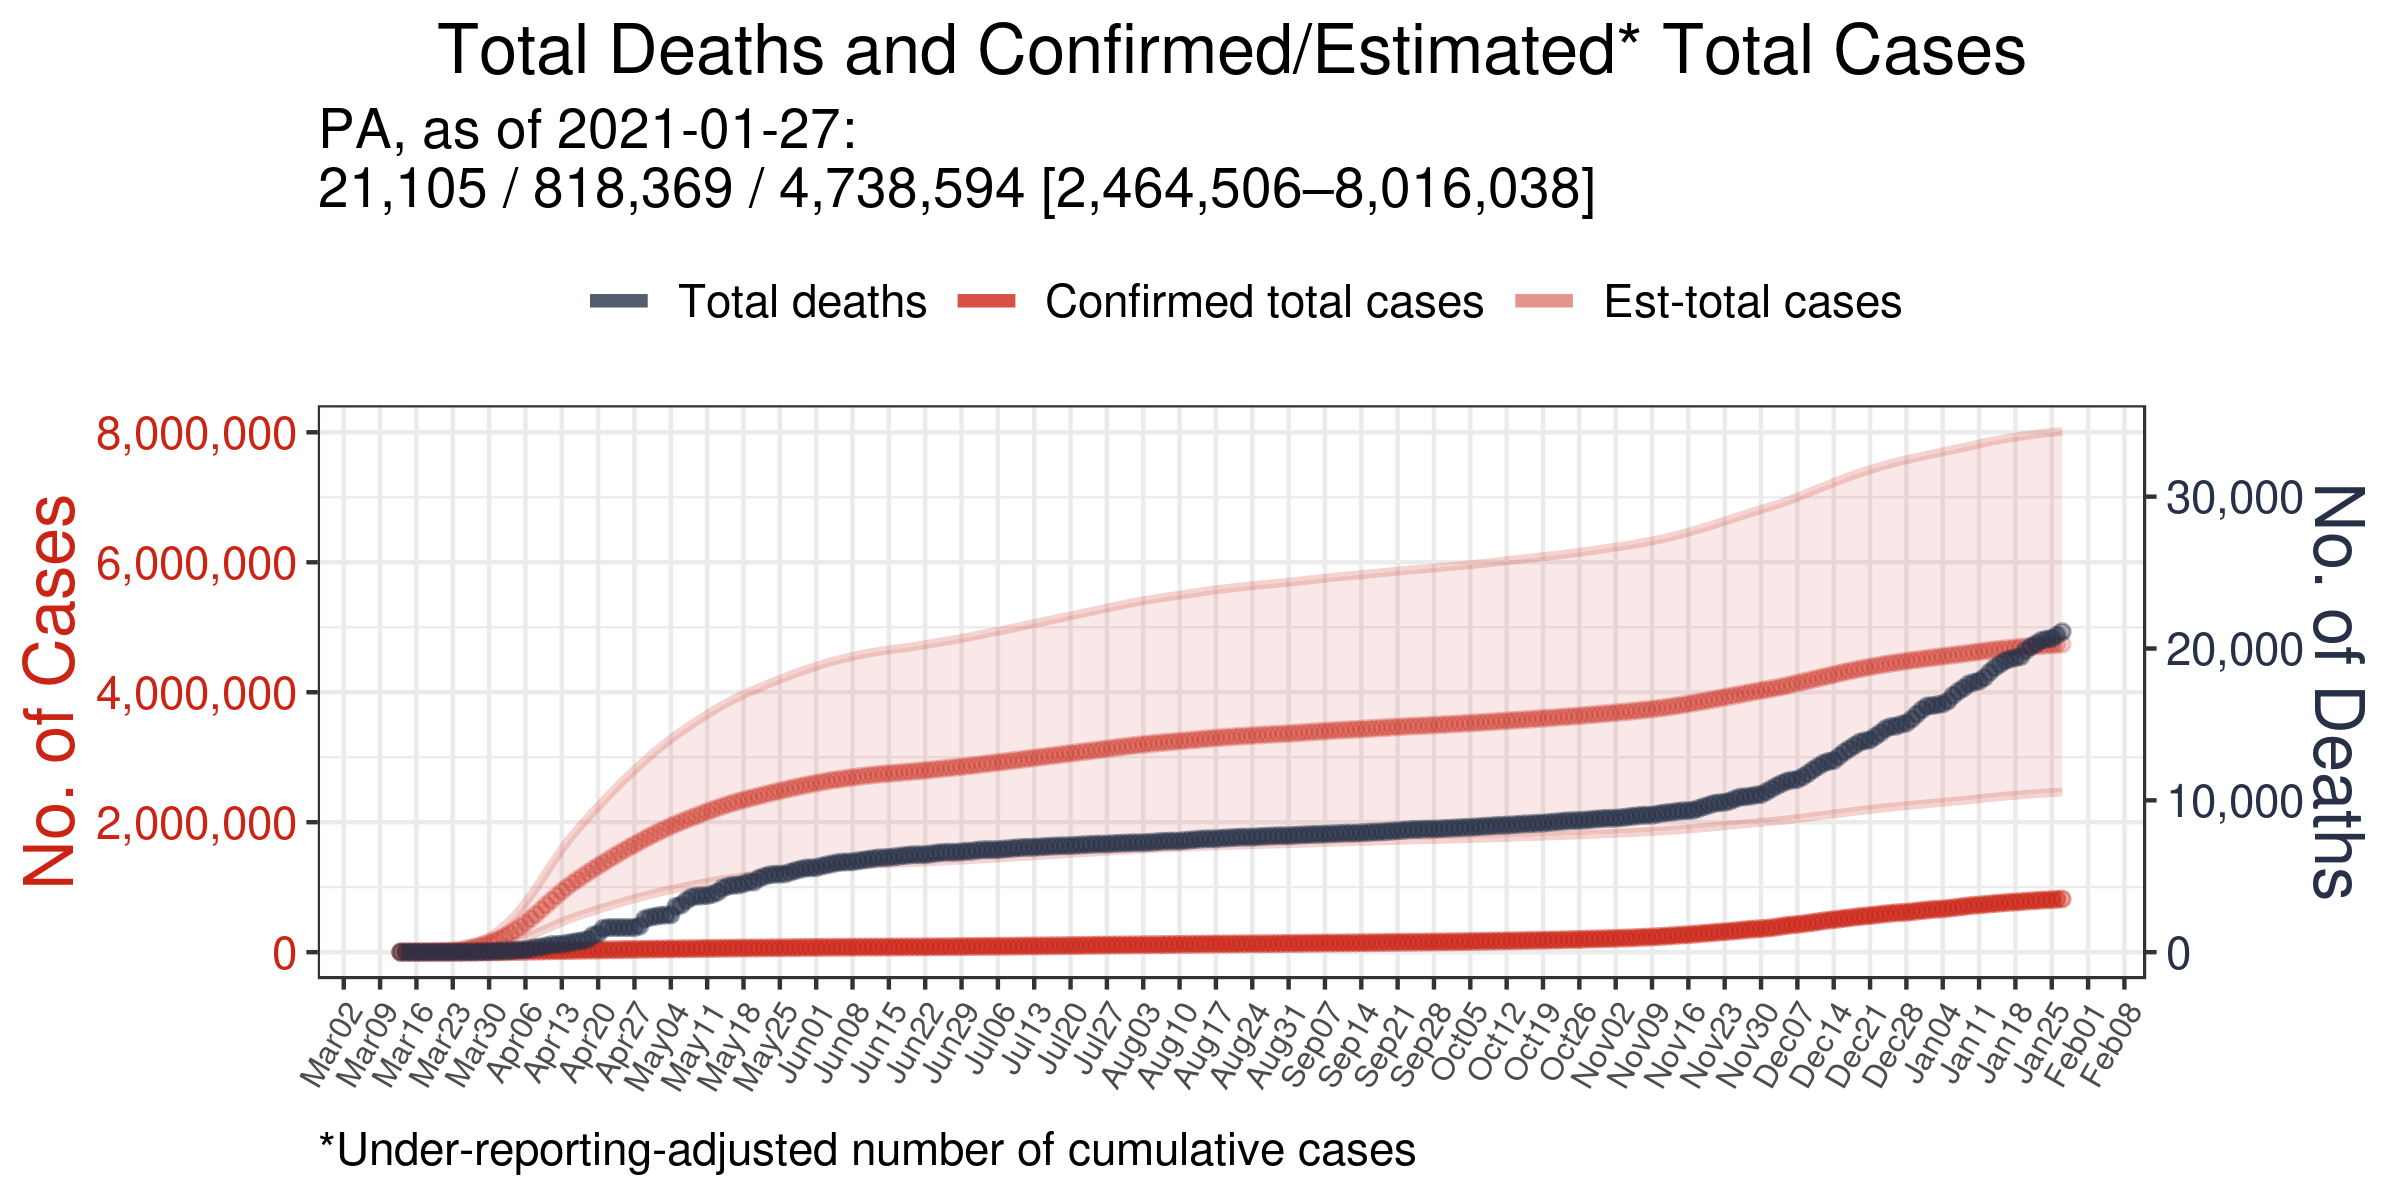 Total Deaths and Confirmed/Estimated* Total Cases
PA, as of 2021-01-27:
21,105 / 818,369 / 4,738,594 [2,464,506–8,016,038]
Total deaths
Confirmed total cases
Est-total cases
No. of Cases
8,000,000
6,000,000
4,000,000
2,000,000
0
30,000
20,000
10,000
0
No. of Deaths
Mar02
Mar09
Mar16
Mar23
Mar30
Apr06
Apr13
Apr20
Apr27
May04
May11
May18
May25
Jun01
Jun08
Jun15
Jun22
Jun29
Jul06
Jul13
Jul20
Jul27
Aug03
Aug10
Aug17
Aug24
Aug31
Sep07
Sep14
Sep21
Sep28
Oct05
Oct12
Oct19
Oct26
Nov02
Nov09
Nov16
Nov23
Nov30
Dec07
Dec14
Dec21
Dec28
Jan04
Jan11
Jan18
Jan25
Feb01
Feb08
*Under-reporting-adjusted number of cumulative cases